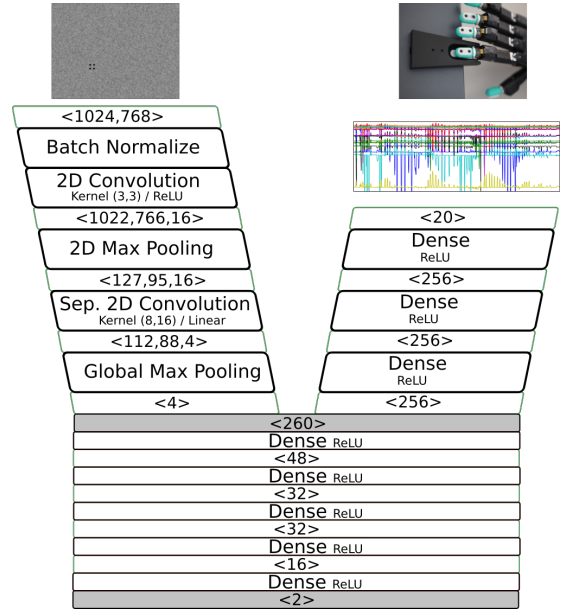 <1024,768>
Batch Normalize
2D Convolution
Kernel (3,3) / ReLU
<1022,766,16>
2D Max Pooling
<127,95,16>
Sep. 2D Convolution
Kernel (8,16) / Linear
<112,88,4>
Global Max Pooling
<4>
<20>
Dense
ReLU
<256>
Dense
ReLU
<256>
Dense
ReLU
<256>
<260>
Dense ReLU
<48>
Dense ReLU
<32>
Dense ReLU
<32>
Dense ReLU
<16>
Dense ReLU
<2>